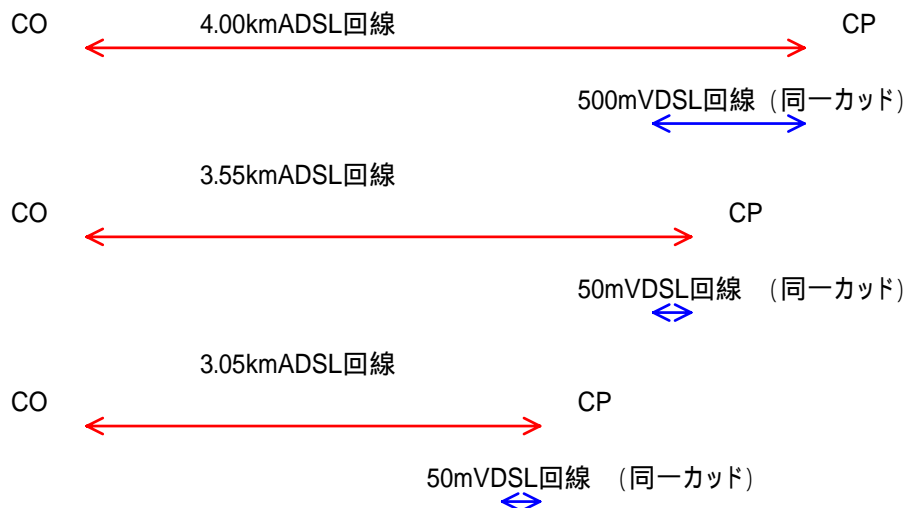 CO 4.00kmADSL回線 CP
500mVDSL回線 (同一カッド)
3.55kmADSL回線
CO CP
50mVDSL回線 (同一カッド)
3.05kmADSL回線
CO CP
50mVDSL回線 (同一カッド)